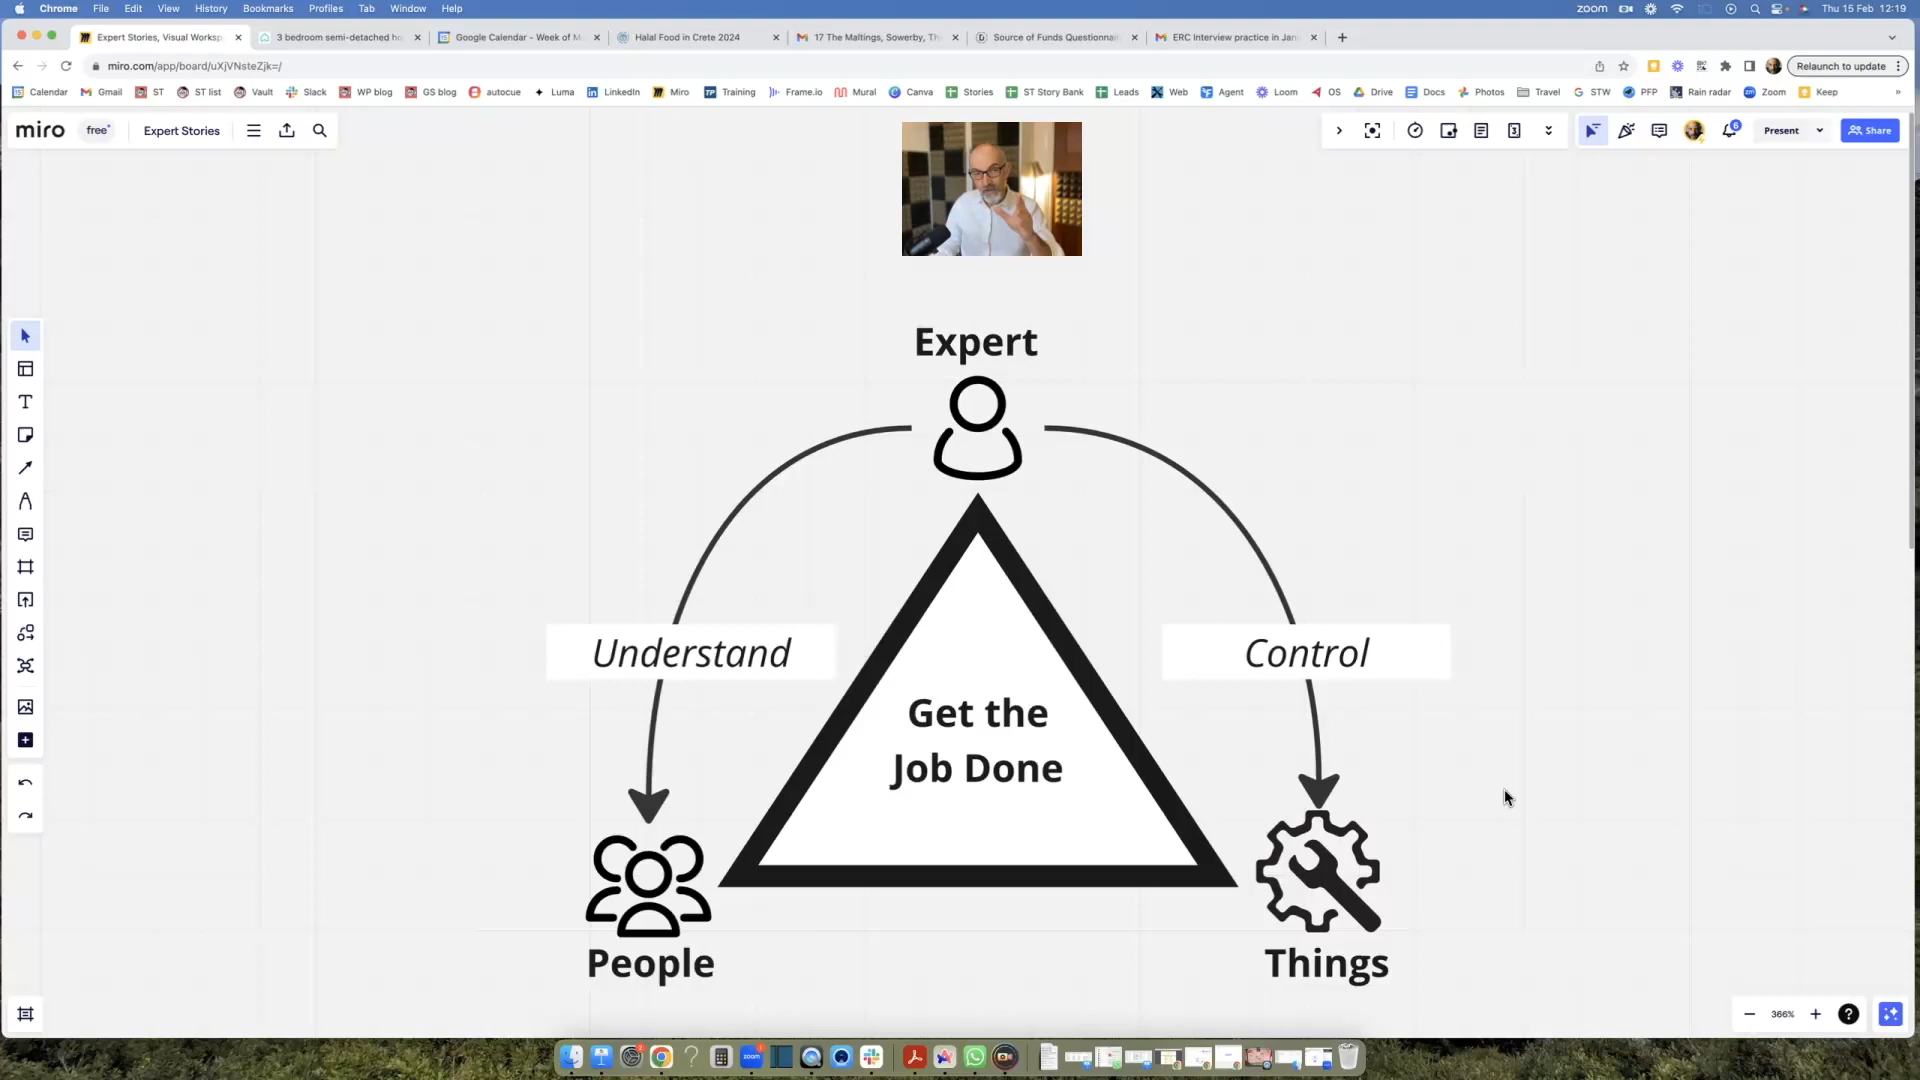 Chrome File Edit View History Bookmarks Profiles Tab Window Help
zoom Thu 15 Feb 12:19
Expert Stories, Visual Worksp
3 bedroom semi-detached ho
Google Calendar - Week of M
Halal Food in Crete 2024
17 The Maltings, Sowerby, Th
Source of Funds Questionnai
ERC Interview practice in Jan
miro.com/app/board/uXjVNsteZjk=/
Relaunch to update
Calendar Gmail ST ST list Vault Slack WP blog GS blog autocue Luma LinkedIn Miro Training Frame.io Mural Canva Stories ST Story Bank Leads Web Agent Loom OS Drive Docs Photos Travel STW PFP Rain radar Zoom Keep »
miro free Expert Stories
6 Present Share
Expert
Understand
Control
Get the
Job Done
People
Things
366%
?
zoom